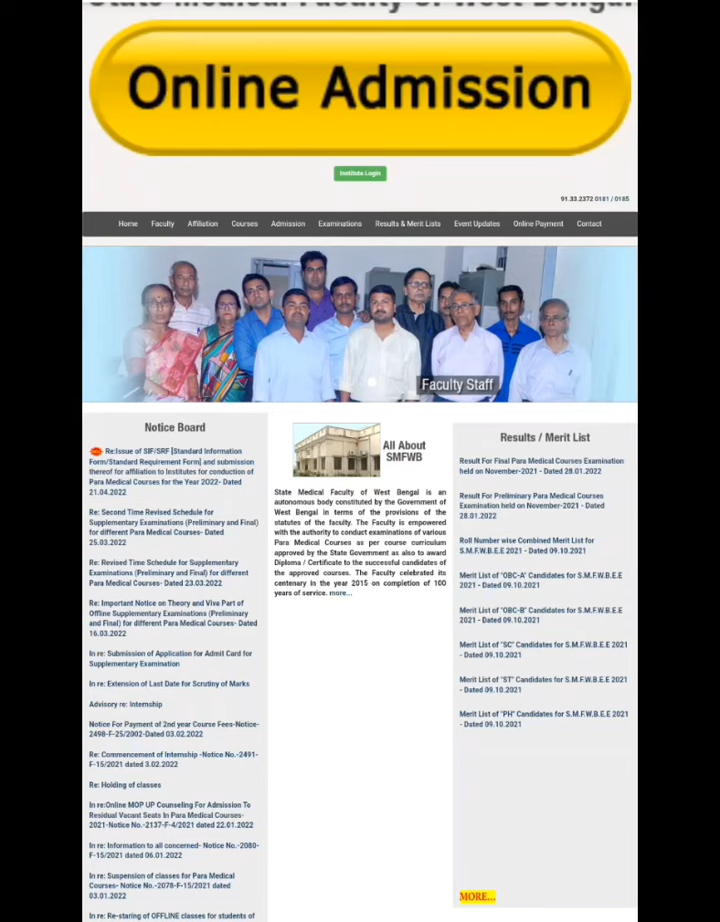 State Medical Faculty of West Bengal
Online Admission
Institute Login
91.33.2372 0181 / 0185
Home Faculty Affiliation Courses Admission Examinations Results & Merit Lists Event Updates Online Payment Contact
Faculty Staff
Notice Board
Re:Issue of SIF/SRF [Standard Information
Form/Standard Requirement Form] and submission
thereof for affiliation to Institutes for conduction of
Para Medical Courses for the Year 2022- Dated
21.04.2022
Re: Second Time Revised Schedule for
Supplementary Examinations (Preliminary and Final)
for different Para Medical Courses- Dated
25.03.2022
Re: Revised Time Schedule for Supplementary
Examinations (Preliminary and Final) for different
Para Medical Courses- Dated 23.03.2022
Re: Important Notice on Theory and Viva Part of
Offline Supplementary Examinations (Preliminary
and Final) for different Para Medical Courses- Dated
16.03.2022
In re: Submission of Application for Admit Card for
Supplementary Examination
In re: Extension of Last Date for Scrutiny of Marks
Advisory re: Internship
Notice For Payment of 2nd year Course Fees-Notice-
2498-F-25/2002-Dated 03.02.2022
Re: Commencement of Internship -Notice No.-2491-
F-15/2021 dated 3.02.2022
Re: Holding of classes
In re:Online MOP UP Counseling For Admission To
Residual Vacant Seats In Para Medical Courses-
2021-Notice No.-2137-F-4/2021 dated 22.01.2022
In re: Information to all concerned- Notice No.-2080-
F-15/2021 dated 06.01.2022
In re: Suspension of classes for Para Medical
Courses- Notice No.-2078-F-15/2021 dated
03.01.2022
In re: Re-staring of OFFLINE classes for students of
All About
SMFWB
State Medical Faculty of West Bengal is an
autonomous body constituted by the Government of
West Bengal in terms of the provisions of the
statutes of the faculty. The Faculty is empowered
with the authority to conduct examinations of various
Para Medical Courses as per course curriculum
approved by the State Government as also to award
Diploma / Certificate to the successful candidates of
the approved courses. The Faculty celebrated its
centenary in the year 2015 on completion of 100
years of service. more...
Results / Merit List
Result For Final Para Medical Courses Examination
held on November-2021 - Dated 28.01.2022
Result For Preliminary Para Medical Courses
Examination held on November-2021 - Dated
28.01.2022
Roll Number wise Combined Merit List for
S.M.F.W.B.E.E 2021 - Dated 09.10.2021
Merit List of "OBC-A" Candidates for S.M.F.W.B.E.E
2021 - Dated 09.10.2021
Merit List of "OBC-B" Candidates for S.M.F.W.B.E.E
2021 - Dated 09.10.2021
Merit List of "SC" Candidates for S.M.F.W.B.E.E 2021
- Dated 09.10.2021
Merit List of "ST" Candidates for S.M.F.W.B.E.E 2021
- Dated 09.10.2021
Merit List of "PH" Candidates for S.M.F.W.B.E.E 2021
- Dated 09.10.2021
MORE...